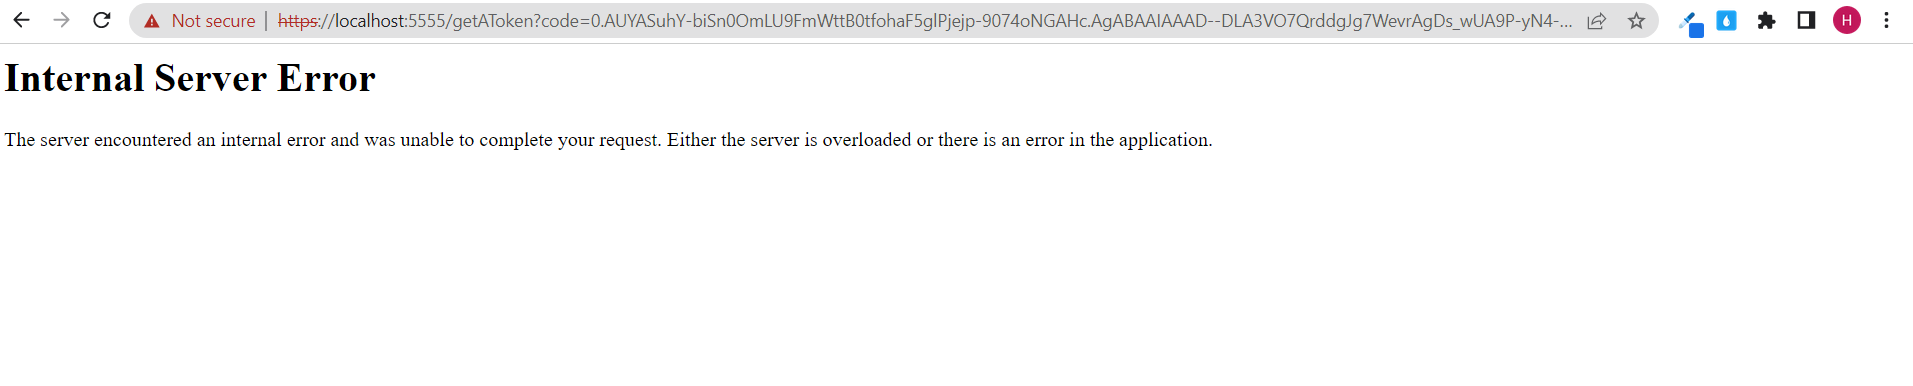 Not secure | https://localhost:5555/getAToken?code=0.AUYASuhY-biSn0OmLU9FmWttB0tfohaF5glPjejp-9074oNGAHc.AgABAAIAAAD--DLA3VO7QrddgJg7WevrAgDs_wUA9P-yN4-... H
Internal Server Error
The server encountered an internal error and was unable to complete your request. Either the server is overloaded or there is an error in the application.